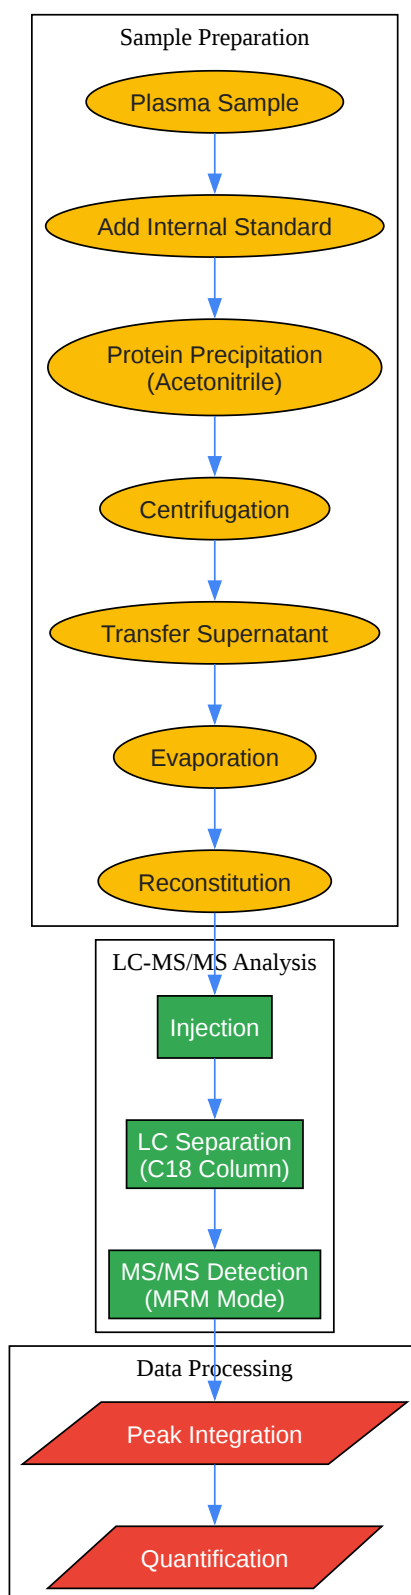 Sample Preparation
Plasma Sample
Add Internal Standard
Protein Precipitation
(Acetonitrile)
Centrifugation
Transfer Supernatant
Evaporation
Reconstitution
LC-MS/MS Analysis
Injection
LC Separation
(C18 Column)
MS/MS Detection
(MRM Mode)
Data Processing
Peak Integration
Quantification